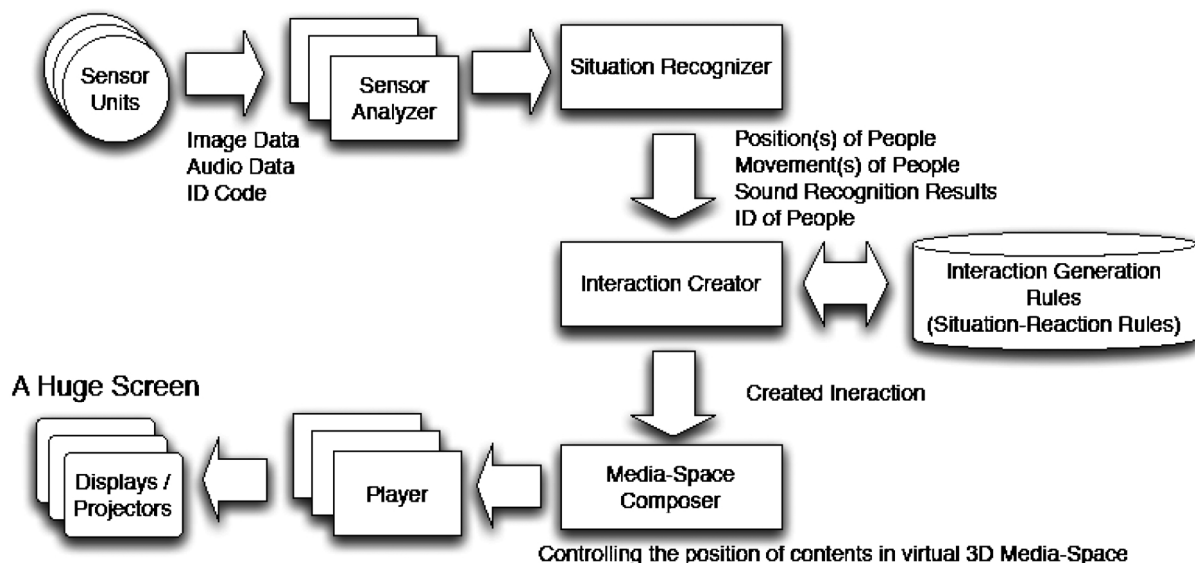 Sensor
Units
Image Data
Audio Data
ID Code
Sensor
Analyzer
Situation Recognizer
Position(s) of People
Movement(s) of People
Sound Recognition Results
ID of People
Interaction Creator
Interaction Generation
Rules
(Situation-Reaction Rules)
Created Ineraction
Media-Space
Composer
Controlling the position of contents in virtual 3D Media-Space
Player
A Huge Screen
Displays /
Projectors